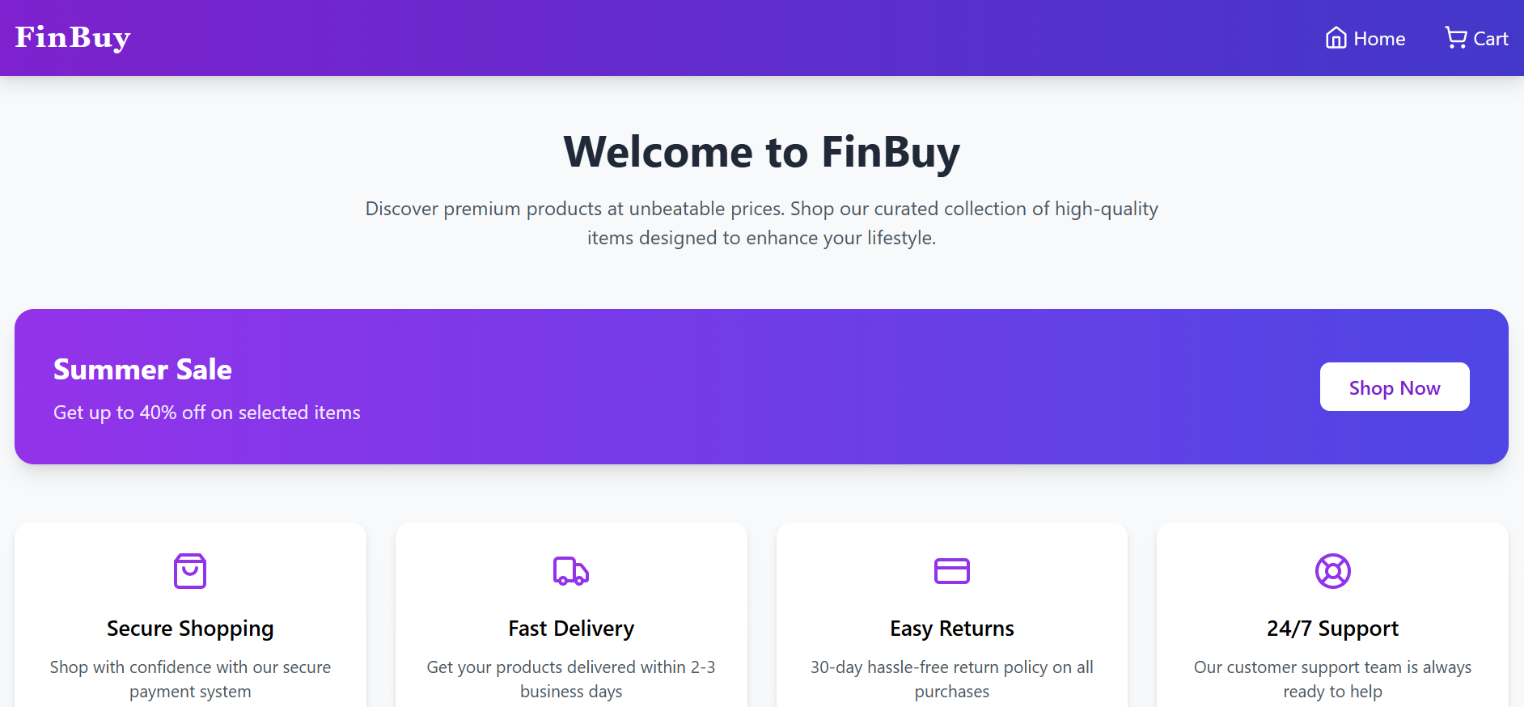 FinBuy
Home
Cart
Welcome to FinBuy
Discover premium products at unbeatable prices. Shop our curated collection of high-quality
items designed to enhance your lifestyle.
Summer Sale
Get up to 40% off on selected items
Shop Now
Secure Shopping
Shop with confidence with our secure
payment system
Fast Delivery
Get your products delivered within 2-3
business days
Easy Returns
30-day hassle-free return policy on all
purchases
24/7 Support
Our customer support team is always
ready to help